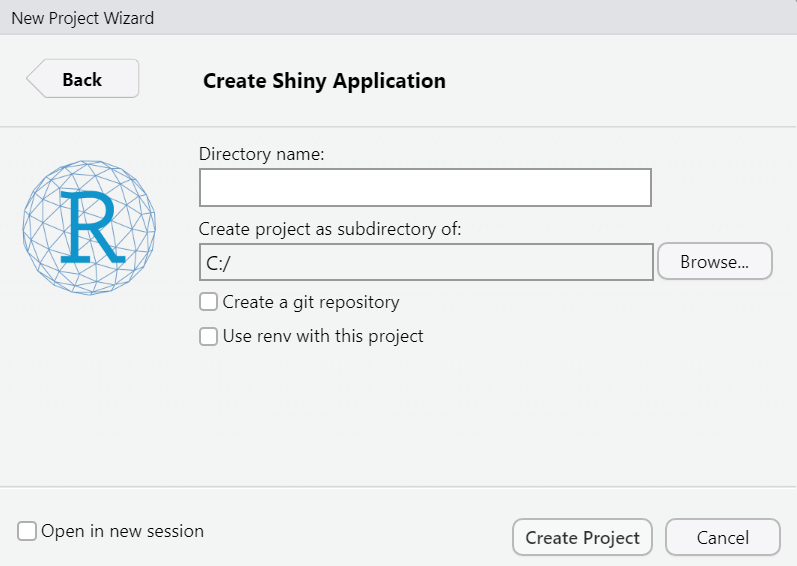 New Project Wizard
Back
Create Shiny Application
R
Directory name:
Create project as subdirectory of:
C:/
Browse...
Create a git repository
Use renv with this project
Open in new session
Create Project
Cancel